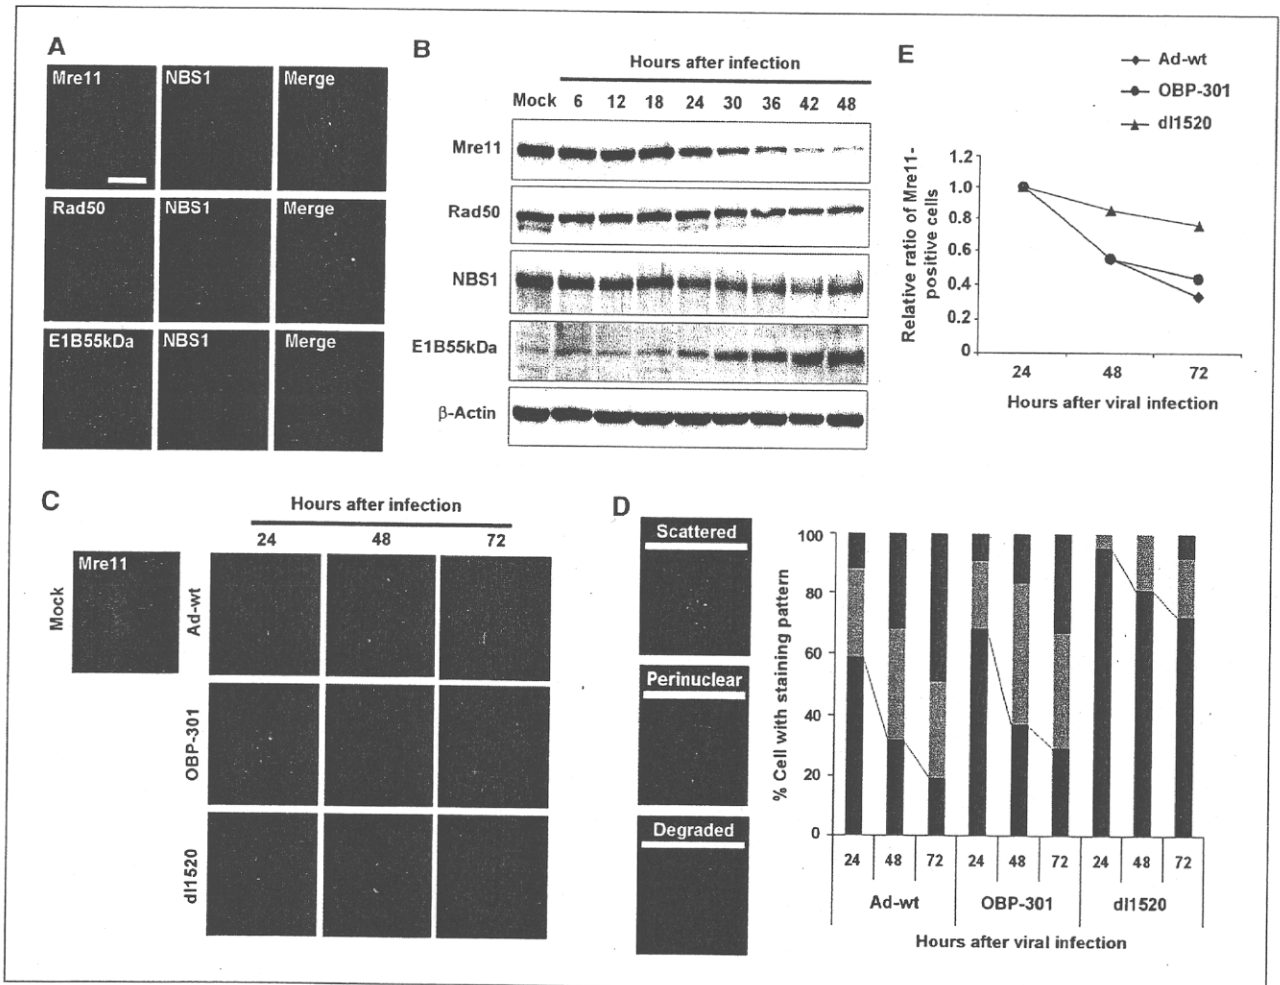 A
Mre11 NBS1 Merge
Rad50 NBS1 Merge
E1B55kDa NBS1 Merge
B
Hours after infection
Mock 6 12 18 24 30 36 42 48
Mre11
Rad50
NBS1
E1B55kDa
β-Actin
E
Ad-wt
OBP-301
dl1520
Relative ratio of Mre11-
positive cells
1.2
1.0
0.8
0.6
0.4
0.2
0
24 48 72
Hours after viral infection
C
Hours after infection
24 48 72
Mock
Mre11
Ad-wt
OBP-301
dl1520
D
Scattered
Perinuclear
Degraded
% Cell with staining pattern
100
80
60
40
20
0
24 48 72 24 48 72 24 48 72
Ad-wt OBP-301 dl1520
Hours after viral infection